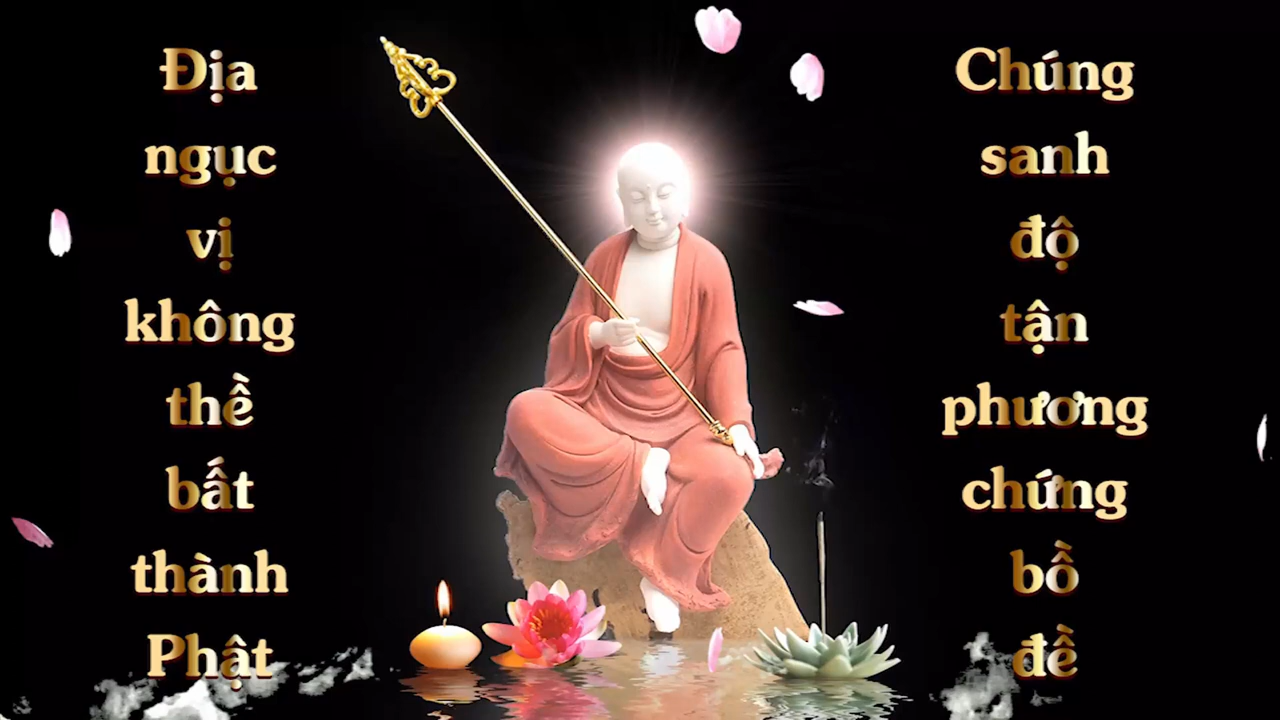 Địa
ngục
vị
không
thề
bất
thành
Phật
Chúng
sanh
độ
tận
phương
chứng
bồ
đề